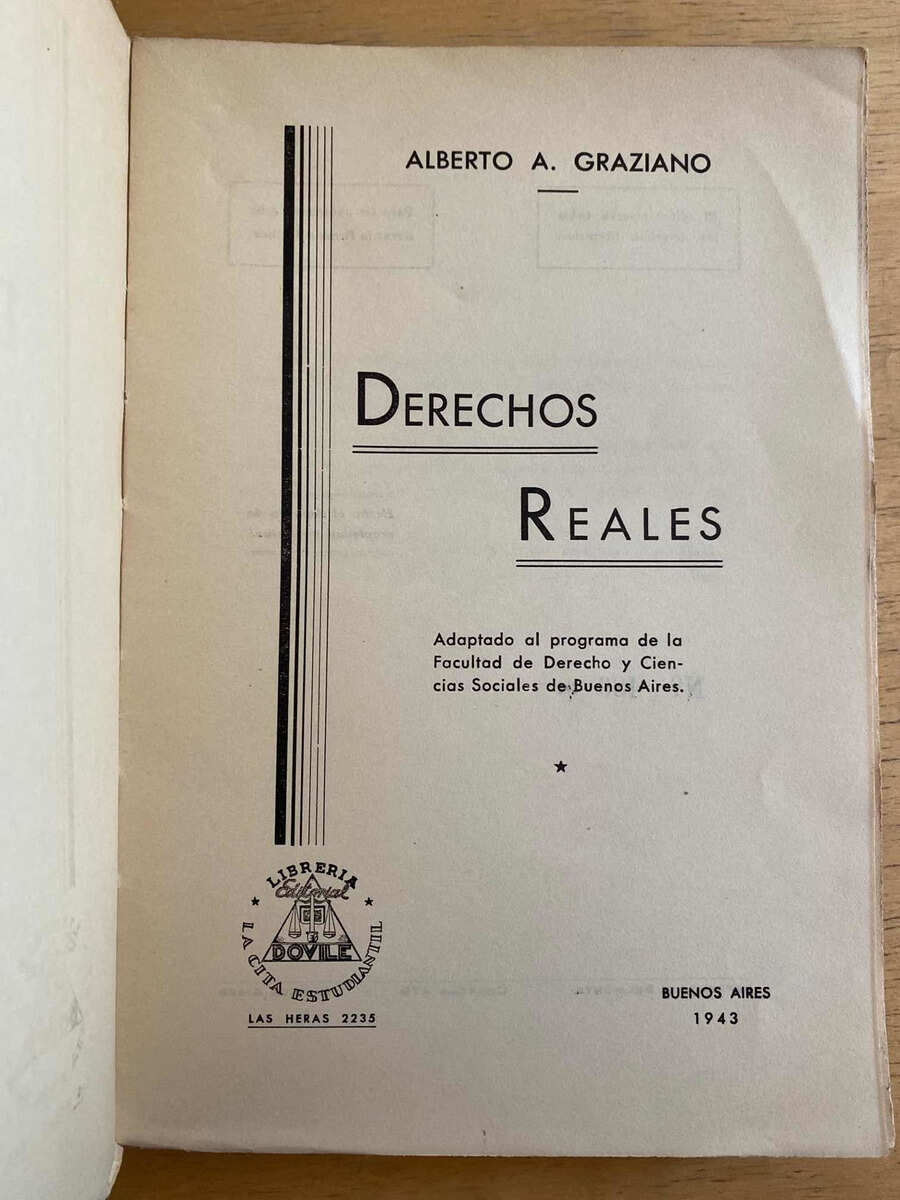 ALBERTO A. GRAZIANO
DERECHOS
REALES
Adaptado al programa de la
Facultad de Derecho y Cien-
cias Sociales de Buenos Aires.
LIBRERIA
Editorial
DOVILE
LA CITA ESTUDIANTIL
LAS HERAS 2235
BUENOS AIRES
1943